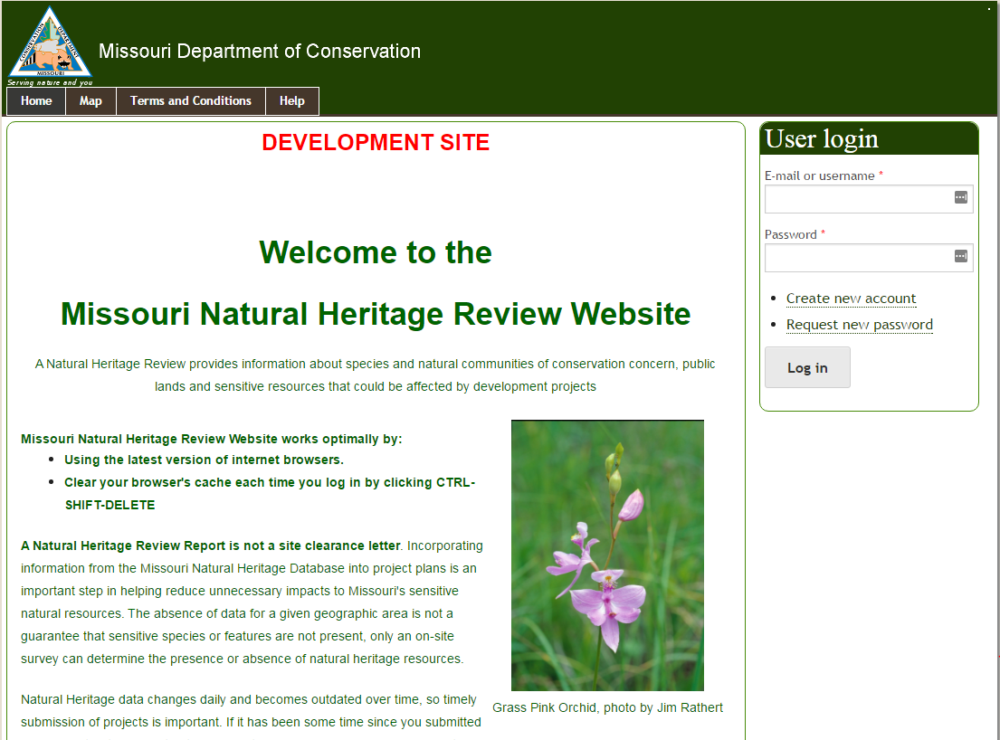 CONSERVATION DEPARTMENT
MISSOURI
Serving nature and you
Missouri Department of Conservation
Home Map Terms and Conditions Help
DEVELOPMENT SITE
Welcome to the
Missouri Natural Heritage Review Website
A Natural Heritage Review provides information about species and natural communities of conservation concern, public
lands and sensitive resources that could be affected by development projects
Missouri Natural Heritage Review Website works optimally by:
• Using the latest version of internet browsers.
• Clear your browser's cache each time you log in by clicking CTRL-
SHIFT-DELETE
A Natural Heritage Review Report is not a site clearance letter. Incorporating
information from the Missouri Natural Heritage Database into project plans is an
important step in helping reduce unnecessary impacts to Missouri's sensitive
natural resources. The absence of data for a given geographic area is not a
guarantee that sensitive species or features are not present, only an on-site
survey can determine the presence or absence of natural heritage resources.
Natural Heritage data changes daily and becomes outdated over time, so timely
submission of projects is important. If it has been some time since you submitted
Grass Pink Orchid, photo by Jim Rathert
User login
E-mail or username *
Password *
• Create new account
• Request new password
Log in